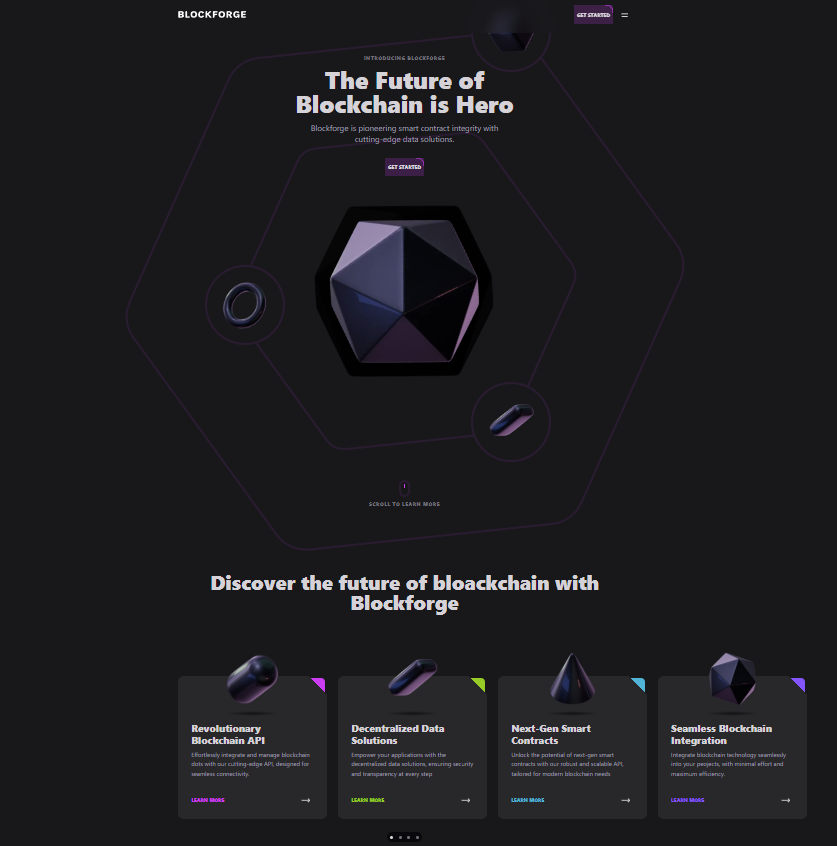 BLOCKFORGE
GET STARTED
INTRODUCING BLOCKFORGE
The Future of
Blockchain is Hero
Blockforge is pioneering smart contract integrity with
cutting-edge data solutions.
GET STARTED
SCROLL TO LEARN MORE
Discover the future of bloackchain with
Blockforge
Revolutionary
Blockchain API
Effortlessly integrate and manage blockchain
dots with our cutting-edge API, designed for
seamless connectivity.
LEARN MORE
Decentralized Data
Solutions
Empower your applications with the
decentralized data solutions, ensuring security
and transparency at every step
LEARN MORE
Next-Gen Smart
Contracts
Unlock the potential of next-gen smart
contracts with our robust and scalable API,
tailored for modern blockchain needs
LEARN MORE
Seamless Blockchain
Integration
Integrate blockchain technology seamlessly
into your projects, with minimal effort and
maximum efficiency.
LEARN MORE